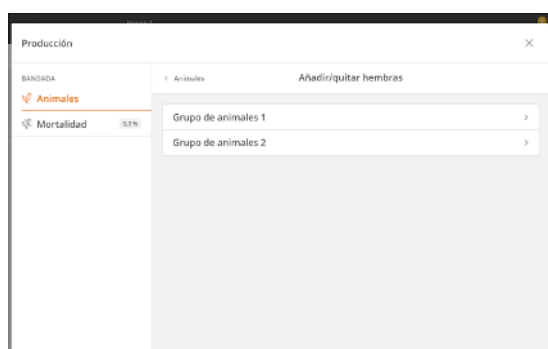 Producción
BANDADA
Animales
Mortalidad 0,0 %
< Animales
Añadir/quitar hembras
Grupo de animales 1
Grupo de animales 2